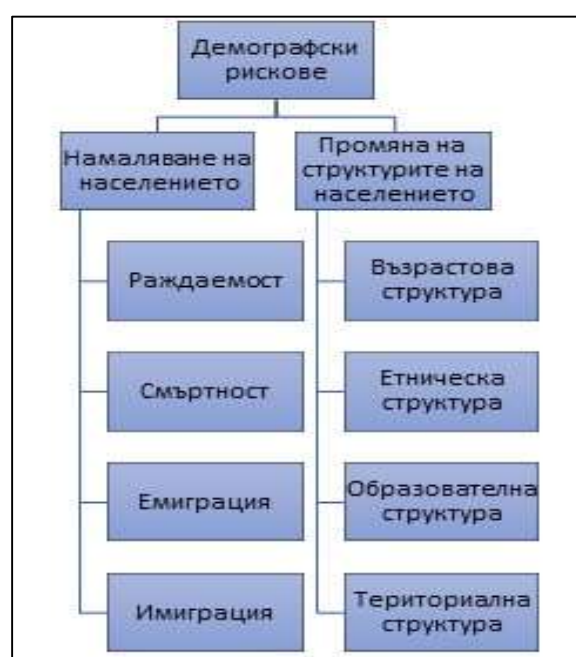 Демографски
рискове
Намаляване на
населението
Промяна на
структурите на
населението
Раждаемост
Смъртност
Емиграция
Имиграция
Възрастова
структура
Етническа
структура
Образователна
структура
Териториална
структура